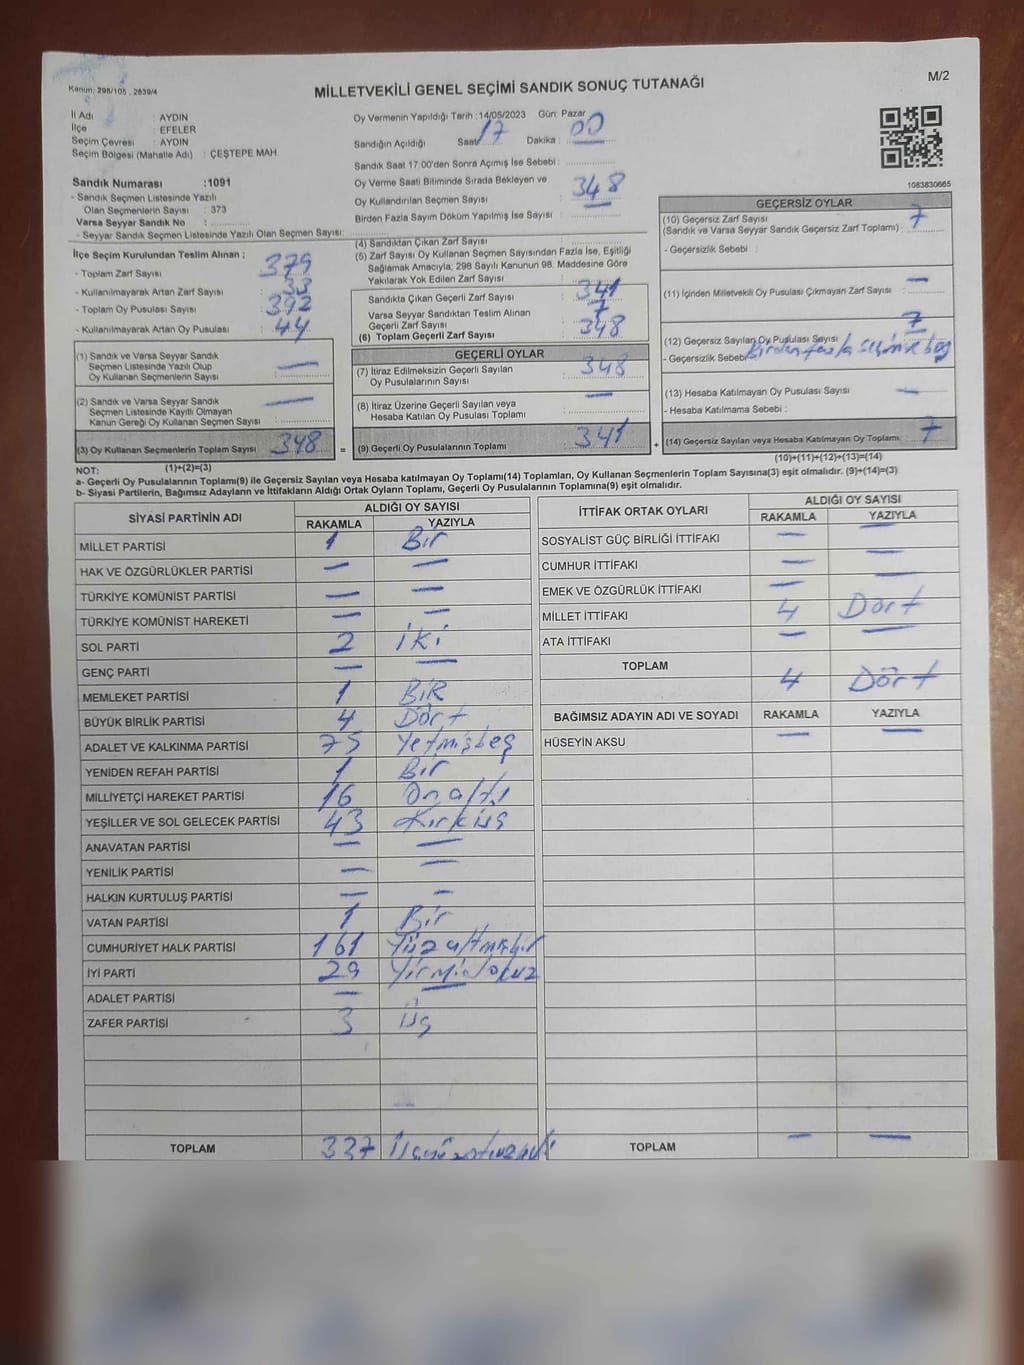 Kanun: 298/105 , 2839/4
MİLLETVEKİLİ GENEL SEÇİMİ SANDIK SONUÇ TUTANAĞI
M/2
İl Adı : AYDIN
İlçe : EFELER
Seçim Çevresi : AYDIN
Seçim Bölgesi (Mahalle Adı) : ÇEŞTEPE MAH.
Sandık Numarası :1091
- Sandık Seçmen Listesinde Yazılı
Olan Seçmenlerin Sayısı : 373
Varsa Seyyar Sandık No :
- Seyyar Sandık Seçmen Listesinde Yazılı Olan Seçmen Sayısı:
Oy Vermenin Yapıldığı Tarih :14/05/2023 Gün: Pazar
Sandığın Açıldığı Saat 17 Dakika : 00
Sandık Saat 17:00'den Sonra Açımış İse Sebebi :
Oy Verme Saati Bitiminde Sırada Bekleyen ve
Oy Kullandırılan Seçmen Sayısı : 348
Birden Fazla Sayım Döküm Yapılmış İse Sayısı :
1083830665
İlçe Seçim Kurulundan Teslim Alınan ;
- Toplam Zarf Sayısı : 379
- Kullanılmayarak Artan Zarf Sayısı : 33
- Toplam Oy Pusulası Sayısı : 392
- Kullanılmayarak Artan Oy Pusulası : 44
(1) Sandık ve Varsa Seyyar Sandık
Seçmen Listesinde Yazılı Olup
Oy Kullanan Seçmenlerin Sayısı : —
(2) Sandık ve Varsa Seyyar Sandık
Seçmen Listesinde Kayıtlı Olmayan
Kanun Gereği Oy Kullanan Seçmen Sayısı : —
(3) Oy Kullanan Seçmenlerin Toplam Sayısı : 348 =
(1)+(2)=(3)
(4) Sandıktan Çıkan Zarf Sayısı :
(5) Zarf Sayısı Oy Kullanan Seçmen Sayısından Fazla İse, Eşitliği
Sağlamak Amacıyla; 298 Sayılı Kanunun 98. Maddesine Göre
Yakılarak Yok Edilen Zarf Sayısı :
Sandıkta Çıkan Geçerli Zarf Sayısı : 341
Varsa Seyyar Sandıktan Teslim Alınan
Geçerli Zarf Sayısı : 7
(6) Toplam Geçerli Zarf Sayısı : 348
GEÇERLİ OYLAR
(7) İtiraz Edilmeksizin Geçerli Sayılan
Oy Pusulalarının Sayısı : 348
(8) İtiraz Üzerine Geçerli Sayılan veya
Hesaba Katılan Oy Pusulası Toplamı : —
(9) Geçerli Oy Pusulalarının Toplamı : 341 +
GEÇERSİZ OYLAR
(10) Geçersiz Zarf Sayısı
(Sandık ve Varsa Seyyar Sandık Geçersiz Zarf Toplamı) : 7
- Geçersizlik Sebebi :
(11) İçinden Milletvekili Oy Pusulası Çıkmayan Zarf Sayısı : —
(12) Geçersiz Sayılan Oy Pusulası Sayısı : 7
- Geçersizlik Sebebi Birden fazla
(13) Hesaba Katılmayan Oy Pusulası Sayısı : —
- Hesaba Katılmama Sebebi :
(14) Geçersiz Sayılan veya Hesaba Katılmayan Oy Toplamı : 7
(10)+(11)+(12)+(13)=(14)
NOT:
a- Geçerli Oy Pusulalarının Toplamı(9) ile Geçersiz Sayılan veya Hesaba katılmayan Oy Toplamı(14) Toplamları, Oy Kullanan Seçmenlerin Toplam Sayısına(3) eşit olmalıdır. (9)+(14)=(3)
b- Siyasi Partilerin, Bağımsız Adayların ve İttifakların Aldığı Ortak Oyların Toplamı, Geçerli Oy Pusulalarının Toplamına(9) eşit olmalıdır.
SİYASİ PARTİNİN ADI ALDIĞI OY SAYISI
RAKAMLA YAZIYLA
MİLLET PARTİSİ 1 Bir
HAK VE ÖZGÜRLÜKLER PARTİSİ — —
TÜRKİYE KOMÜNİST PARTİSİ — —
TÜRKİYE KOMÜNİST HAREKETİ — —
SOL PARTİ 2 iki
GENÇ PARTİ — —
MEMLEKET PARTİSİ 1 BİR
BÜYÜK BİRLİK PARTİSİ 4 Dört
ADALET VE KALKINMA PARTİSİ 75 Yetmişbeş
YENİDEN REFAH PARTİSİ 1 Bir
MİLLİYETÇİ HAREKET PARTİSİ 16 Onaltı
YEŞİLLER VE SOL GELECEK PARTİSİ 43 Kırküç
ANAVATAN PARTİSİ — —
YENİLİK PARTİSİ — —
HALKIN KURTULUŞ PARTİSİ — —
VATAN PARTİSİ 1 Bir
CUMHURİYET HALK PARTİSİ 161 Yüzaltmışbir
İYİ PARTİ 29 Yirmidokuz
ADALET PARTİSİ — —
ZAFER PARTİSİ 3 üç
TOPLAM 337
İTTİFAK ORTAK OYLARI ALDIĞI OY SAYISI
RAKAMLA YAZIYLA
SOSYALİST GÜÇ BİRLİĞİ İTTİFAKI — —
CUMHUR İTTİFAKI — —
EMEK VE ÖZGÜRLÜK İTTİFAKI — —
MİLLET İTTİFAKI 4 Dört
ATA İTTİFAKI — —
TOPLAM 4 Dört
BAĞIMSIZ ADAYIN ADI VE SOYADI RAKAMLA YAZIYLA
HÜSEYİN AKSU — —
TOPLAM — —